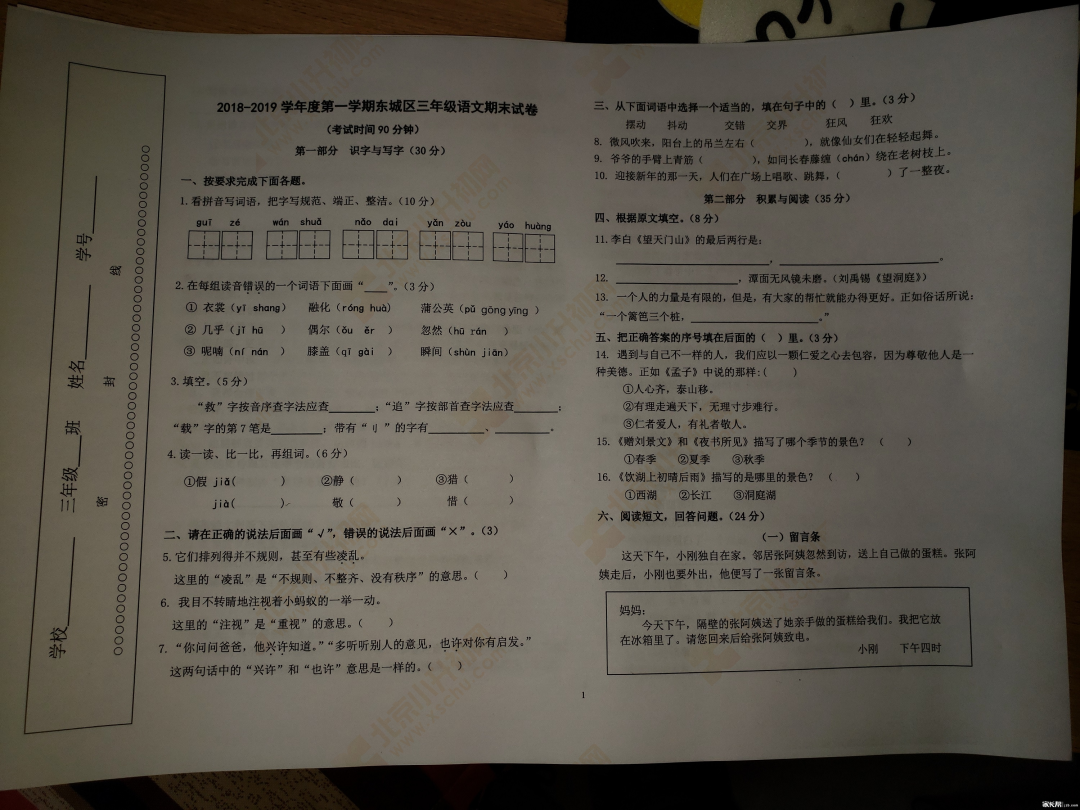 2018-2019 学年度第一学期东城区三年级语文期末试卷
（考试时间 90 分钟）
第一部分 识字与写字（30 分）
一、按要求完成下面各题。
1.看拼音写词语，把字写规范、端正、整洁。（10 分）
guī zé wán shuǎ nǎo dai yǎn zòu yáo huàng
2.在每组读音错误的一个词语下面画“____”。（3 分）
① 衣裳（yī shang） 融化（róng huà） 蒲公英（pǔ gōng yīng ）
② 几乎（jī hū ） 偶尔（ǒu ěr ） 忽然（hū rán ）
③ 呢喃（ní nán ） 膝盖（qī gài ） 瞬间（shùn jiān）
3.填空。（5 分）
“救”字按音序查字法应查________；“追”字按部首查字法应查_______；
“载”字的第 7 笔是_________；带有“刂”的字有_________、_________。
4.读一读、比一比，再组词。（6 分）
①假 jiǎ( ) ②静（ ） ③猎（ ）
jià( ) 敬（ ） 惜（ ）
二、请在正确的说法后面画“√”，错误的说法后面画“×”。（3）
5.它们排列得并不规则，甚至有些凌乱。
这里的“凌乱”是“不规则、不整齐、没有秩序”的意思。（ ）
6. 我目不转睛地注视着小蚂蚁的一举一动。
这里的“注视”是“重视”的意思。（ ）
7. “你问问爸爸，他兴许知道。”“多听听别人的意见，也许对你有启发。”
这两句话中的“兴许”和“也许”意思是一样的。（ ）
三、从下面词语中选择一个适当的，填在句子中的（ ）里。（3 分）
摆动 抖动 交错 交界 狂风 狂欢
8. 微风吹来，阳台上的吊兰左右（ ），就像仙女们在轻轻起舞。
9. 爷爷的手臂上青筋（ ），如同长春藤缠（chán）绕在老树枝上。
10. 迎接新年的那一天，人们在广场上唱歌、跳舞，（ ）了一整夜。
第二部分 积累与阅读（35 分）
四、根据原文填空。（8 分）
11.李白《望天门山》的最后两行是：
__________________________，__________________________。
12. ____________________，潭面无风镜未磨。（刘禹锡《望洞庭》）
13. 一个人的力量是有限的，但是，有大家的帮忙就能办得更好。正如俗话所说：
“一个篱笆三个桩，_____________________。”
五、把正确答案的序号填在后面的（ ）里。（3 分）
14. 遇到与自己不一样的人，我们应以一颗仁爱之心去包容，因为尊敬他人是一
种美德。正如《孟子》中说的那样:( )
①人心齐，泰山移。
②有理走遍天下，无理寸步难行。
③仁者爱人，有礼者敬人。
15.《赠刘景文》和《夜书所见》描写了哪个季节的景色？（ ）
①春季 ②夏季 ③秋季
16.《饮湖上初晴后雨》描写的是哪里的景色？（ ）
①西湖 ②长江 ③洞庭湖
六、阅读短文，回答问题。（24 分）
（一）留言条
这天下午，小刚独自在家。邻居张阿姨忽然到访，送上自己做的蛋糕。张阿
姨走后，小刚也要外出，他便写了一张留言条。
妈妈：
今天下午，隔壁的张阿姨送了她亲手做的蛋糕给我们。我把它放
在冰箱里了。请您回来后给张阿姨致电。
小刚 下午四时
1
学校________ 三年级___班 姓名________ 学号________
密 封 线